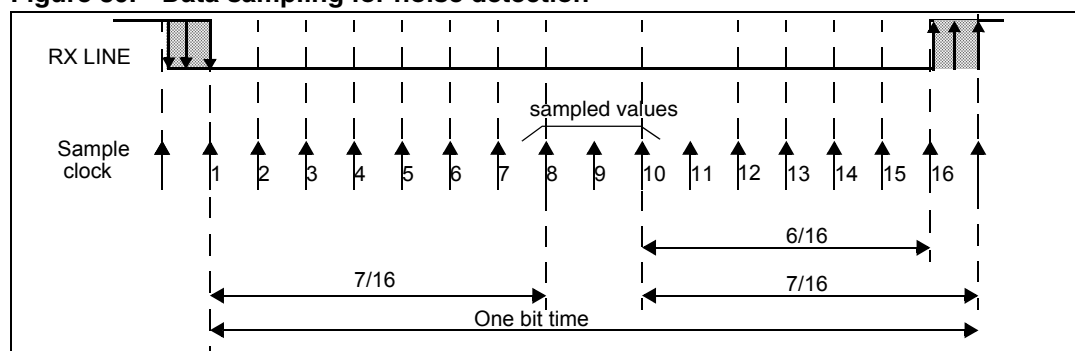 Figure 86. Data sampling for noise detection
RX LINE
sampled values
Sample
clock
1 2 3 4 5 6 7 8 9 10 11 12 13 14 15 16
6/16
7/16 7/16
One bit time